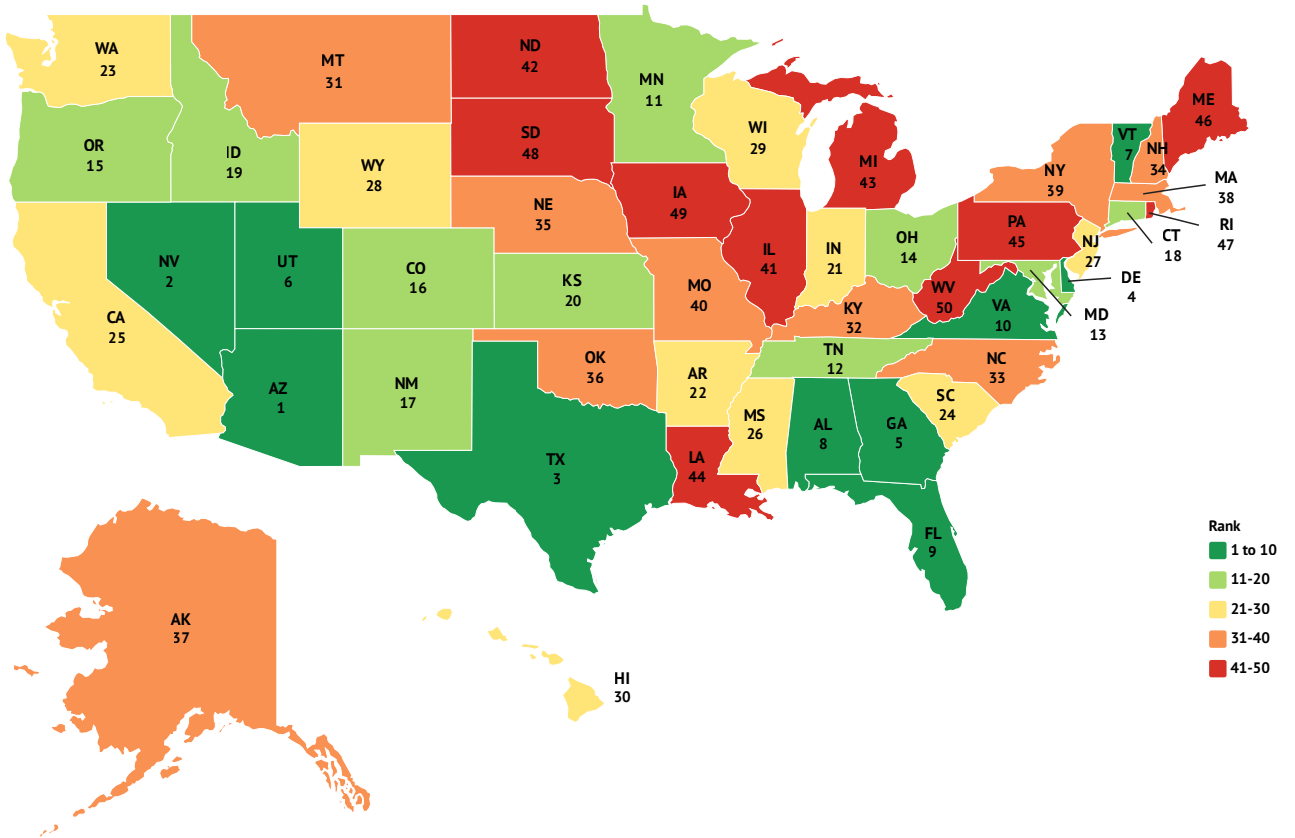 WA
23
MT
31
ND
42
MN
11
OR
15
ID
19
WY
28
SD
48
WI
29
MI
43
ME
46
VT
7
NH
34
NY
39
MA
38
RI
47
CT
18
NV
2
UT
6
CO
16
NE
35
IA
49
IL
41
IN
21
OH
14
PA
45
NJ
27
DE
4
MD
13
CA
25
KS
20
MO
40
KY
32
WV
50
VA
10
AZ
1
NM
17
OK
36
AR
22
TN
12
NC
33
SC
24
TX
3
LA
44
MS
26
AL
8
GA
5
FL
9
AK
37
HI
30
Rank
1 to 10
11-20
21-30
31-40
41-50